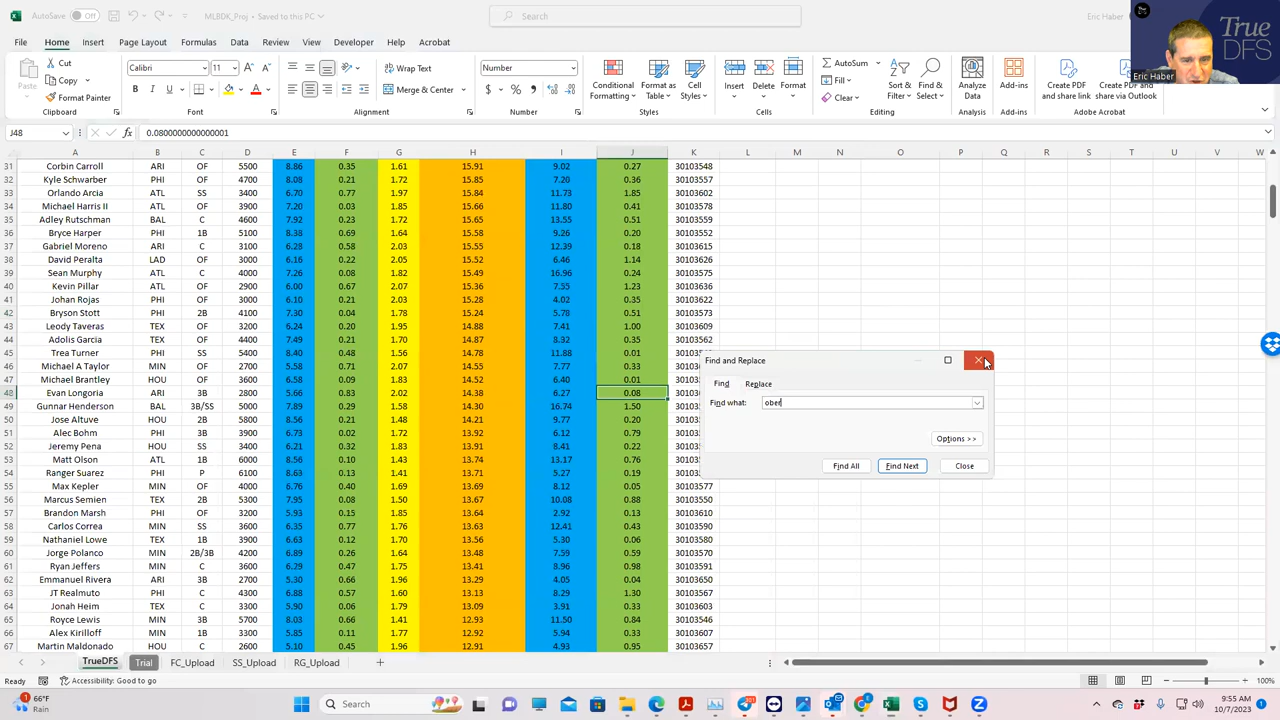 AutoSave Off MLBDK_Proj - Saved to this PC Search Eric Haber
True
DFS
Eric Haber
File Home Insert Page Layout Formulas Data Review View Developer Help Acrobat
Paste Cut Copy Format Painter Clipboard
Calibri 11 B I U Font
Wrap Text Merge & Center Alignment
Number $ % , Number
Conditional Formatting Format as Table Cell Styles Styles
Insert Delete Format Cells
AutoSum Fill Clear Sort & Filter Find & Select Editing
Analyze Data Analysis
Add-ins Add-ins
Create PDF and share link Create PDF and Share via Outlook Adobe Acrobat
J48 fx 0.0800000000000001
A B C D E F G H I J K L M N O P Q R S T U V W
31 Corbin Carroll ARI OF 5500 8.86 0.35 1.61 15.91 9.02 0.27 30103548
32 Kyle Schwarber PHI OF 4700 8.08 0.21 1.72 15.85 7.20 0.36 30103557
33 Orlando Arcia ATL SS 3400 6.70 0.77 1.97 15.84 11.73 1.85 30103602
34 Michael Harris II ATL OF 3900 7.20 0.03 1.85 15.66 11.80 0.41 30103578
35 Adley Rutschman BAL C 4600 7.92 0.23 1.72 15.65 13.55 0.51 30103559
36 Bryce Harper PHI 1B 5100 8.38 0.69 1.64 15.58 9.26 0.20 30103552
37 Gabriel Moreno ARI C 3100 6.28 0.58 2.03 15.55 12.39 0.18 30103615
38 David Peralta LAD OF 3000 6.16 0.22 2.05 15.52 6.46 1.14 30103626
39 Sean Murphy ATL C 4000 7.26 0.08 1.82 15.49 16.96 0.24 30103575
40 Kevin Pillar ATL OF 2900 6.00 0.67 2.07 15.36 7.55 1.23 30103636
41 Johan Rojas PHI OF 3000 6.10 0.21 2.03 15.28 4.02 0.35 30103622
42 Bryson Stott PHI 2B 4100 7.30 0.04 1.78 15.24 5.78 0.51 30103573
43 Leody Taveras TEX OF 3200 6.24 0.20 1.95 14.88 7.41 1.00 30103609
44 Adolis Garcia TEX OF 4400 7.49 0.21 1.70 14.87 8.32 0.35
45 Trea Turner PHI SS 5400 8.40 0.48 1.56 14.78 11.88 0.01
46 Michael A Taylor MIN OF 2700 5.58 0.71 2.07 14.55 7.77 0.33
47 Michael Brantley HOU OF 3600 6.58 0.09 1.83 14.52 6.40 0.01
48 Evan Longoria ARI 3B 2800 5.66 0.83 2.02 14.38 6.27 0.08
49 Gunnar Henderson BAL 3B/SS 5000 7.89 0.29 1.58 14.30 16.74 1.50
50 Jose Altuve HOU 2B 5800 8.56 0.21 1.48 14.21 9.77 0.20
51 Alec Bohm PHI 3B 3900 6.73 0.02 1.72 13.92 6.12 0.79
52 Jeremy Pena HOU SS 3400 6.21 0.32 1.83 13.91 8.41 0.22
53 Matt Olson ATL 1B 6000 8.56 0.10 1.43 13.74 13.17 0.76
54 Ranger Suarez PHI P 6100 8.63 0.13 1.41 13.71 5.27 0.19
55 Max Kepler MIN OF 4000 6.76 0.40 1.69 13.69 8.12 0.05 30103577
56 Marcus Semien TEX 2B 5300 7.95 0.08 1.50 13.67 10.08 0.88 30103550
57 Brandon Marsh PHI OF 3200 5.93 0.15 1.85 13.64 2.92 0.13 30103610
58 Carlos Correa MIN SS 3600 6.35 0.77 1.76 13.63 12.41 0.43 30103590
59 Nathaniel Lowe TEX 1B 3900 6.63 0.12 1.70 13.56 5.30 0.06 30103580
60 Jorge Polanco MIN 2B/3B 4200 6.89 0.26 1.64 13.48 7.59 0.59 30103570
61 Ryan Jeffers MIN C 3600 6.29 0.47 1.75 13.41 8.96 0.98 30103591
62 Emmanuel Rivera ARI 3B 2800 5.30 0.66 1.96 13.29 4.05 0.04 30103650
63 JT Realmuto PHI C 4300 6.88 0.57 1.60 13.13 8.29 1.30 30103567
64 Jonah Heim TEX C 3300 5.90 0.06 1.79 13.09 3.91 0.33 30103606
65 Royce Lewis MIN 3B 5700 8.03 0.66 1.41 12.93 11.50 0.84 30103546
66 Alex Kirilloff MIN 1B 3300 5.85 0.11 1.77 12.92 5.94 0.33 30103607
67 Martin Maldonado HOU C 2600 5.10 0.45 1.96 12.91 4.93 0.95 30103657
Find and Replace
Find Replace
Find what: ober
Options >>
Find All Find Next Close
TrueDFS Trial FC_Upload SS_Upload RG_Upload
Ready Accessibility: Good to go 100%
66°F
Rain
Search
9:55 AM
10/7/2023